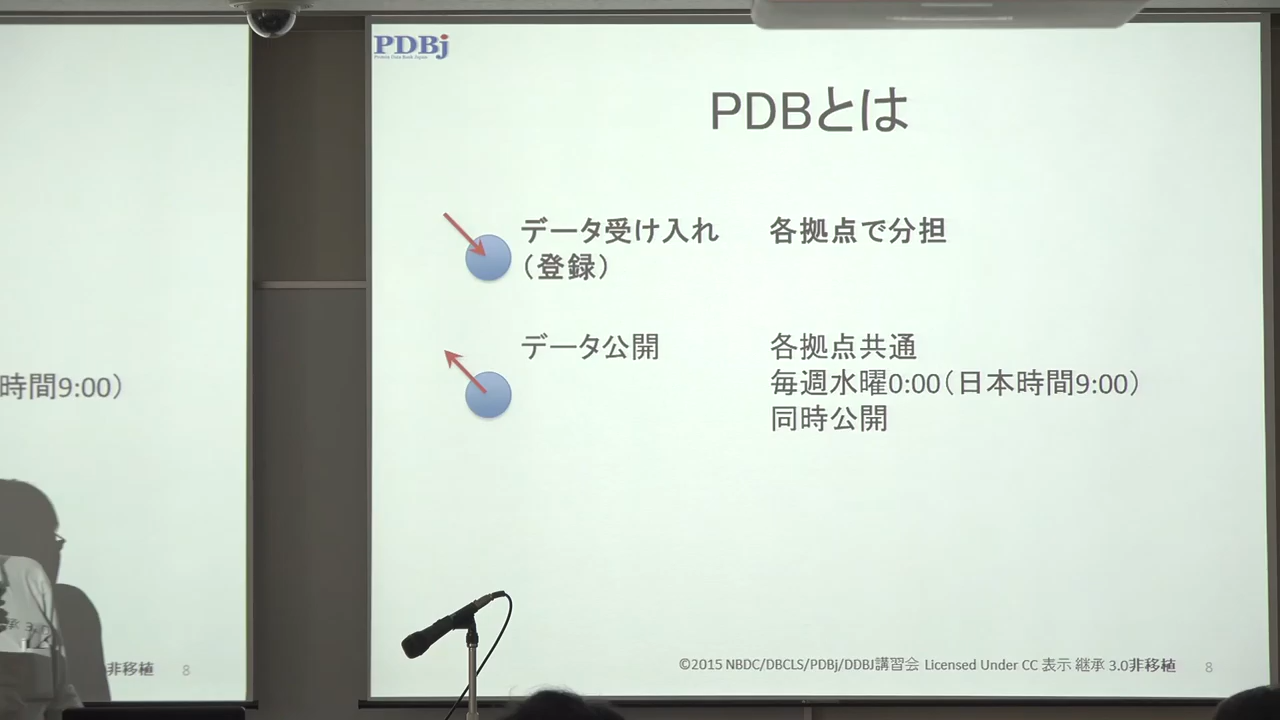 PDBj
Protein Data Bank Japan
PDBとは
データ受け入れ 各拠点で分担
（登録）
データ公開 各拠点共通
毎週水曜0:00（日本時間9:00）
同時公開
©2015 NBDC/DBCLS/PDBj/DDBJ講習会 Licensed Under CC 表示 継承 3.0非移植 8
時間9:00）
非移植 8